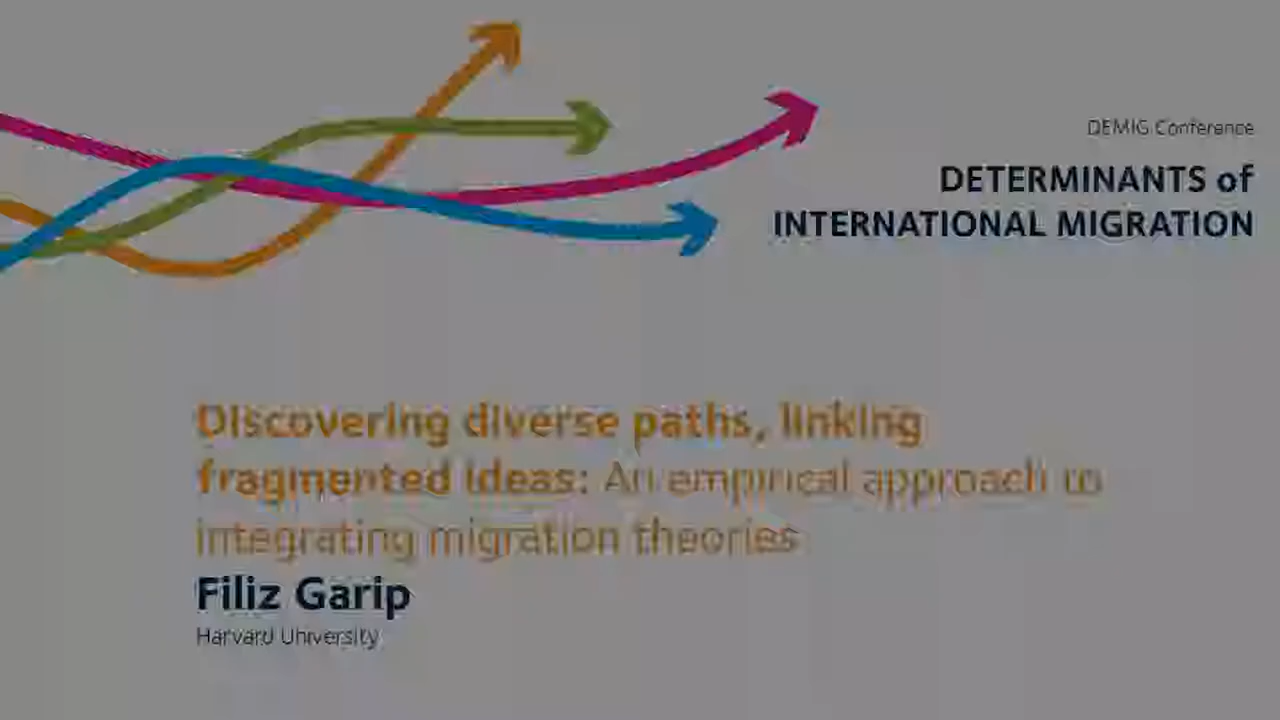 DEMIG Conference
DETERMINANTS of
INTERNATIONAL MIGRATION
Discovering diverse paths, linking
fragmented ideas: An empirical approach to
integrating migration theories
Filiz Garip
Harvard University